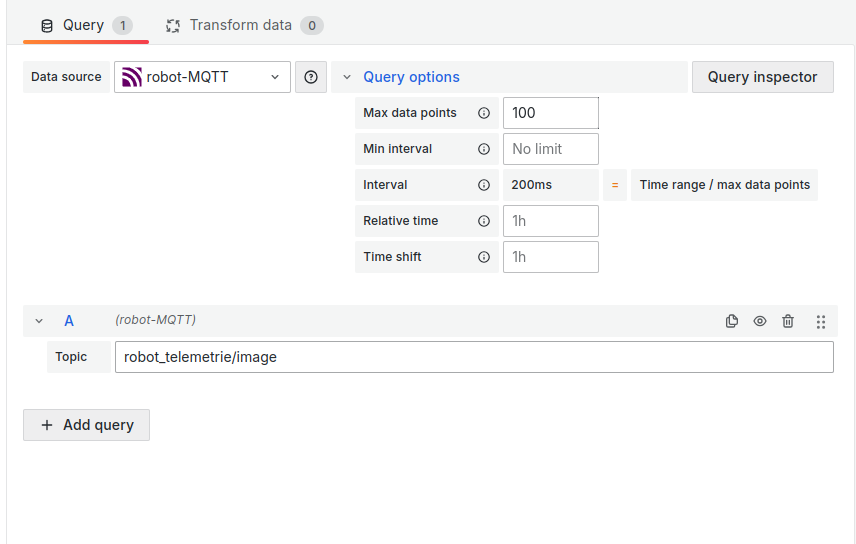 Query 1 Transform data 0
Data source robot-MQTT Query options Query inspector
Max data points 100
Min interval No limit
Interval 200ms = Time range / max data points
Relative time 1h
Time shift 1h
A (robot-MQTT)
Topic robot_telemetrie/image
+ Add query